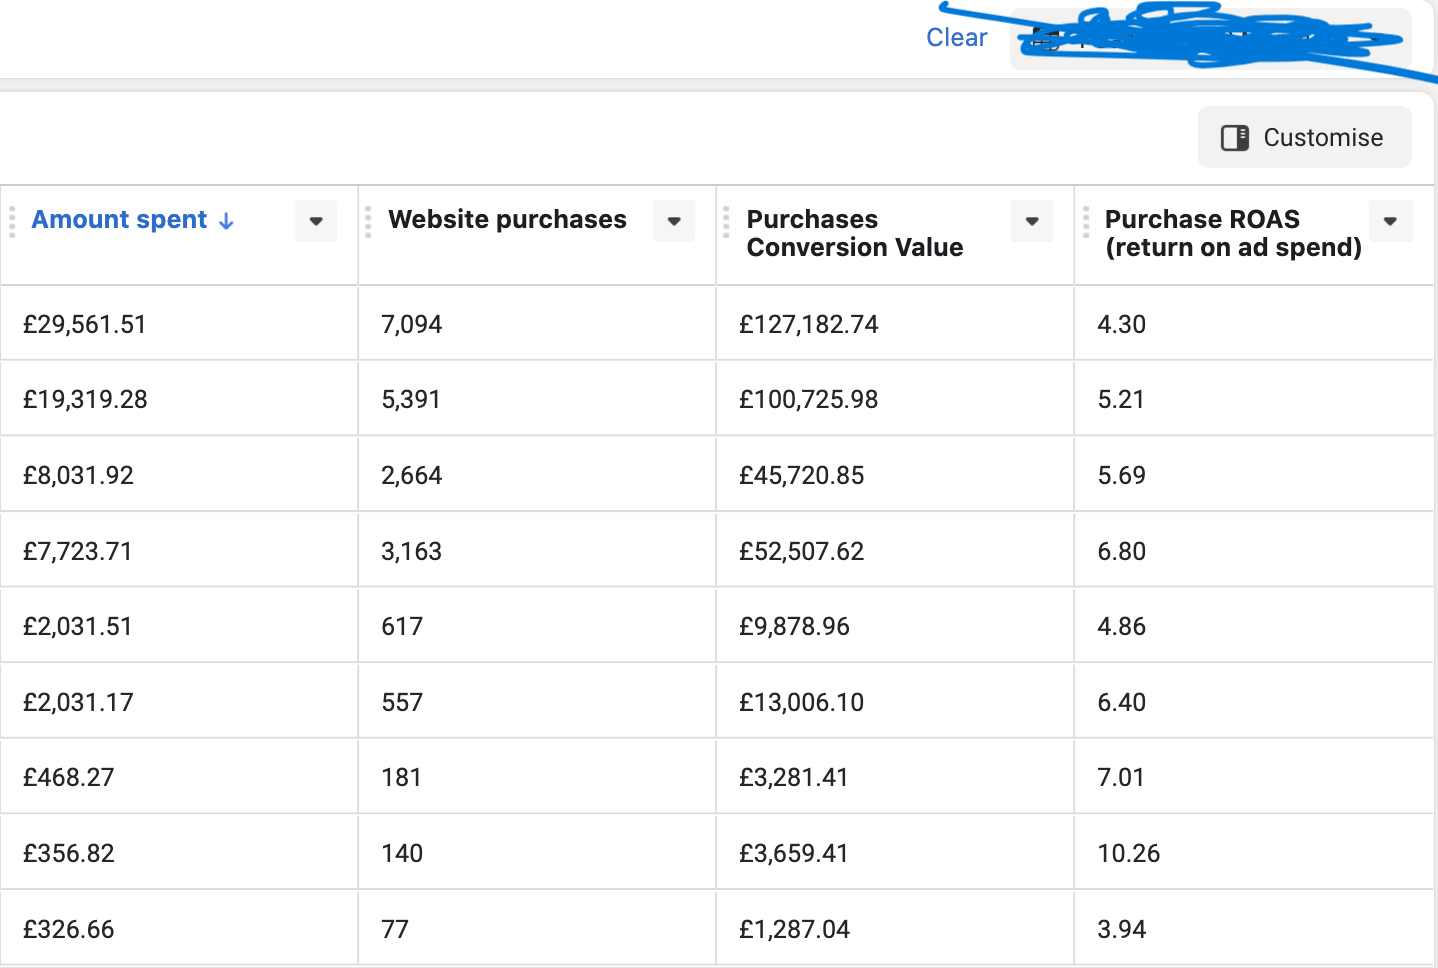 Clear
Customise
Amount spent ↓ Website purchases Purchases Purchase ROAS
Conversion Value (return on ad spend)
£29,561.51 7,094 £127,182.74 4.30
£19,319.28 5,391 £100,725.98 5.21
£8,031.92 2,664 £45,720.85 5.69
£7,723.71 3,163 £52,507.62 6.80
£2,031.51 617 £9,878.96 4.86
£2,031.17 557 £13,006.10 6.40
£468.27 181 £3,281.41 7.01
£356.82 140 £3,659.41 10.26
£326.66 77 £1,287.04 3.94